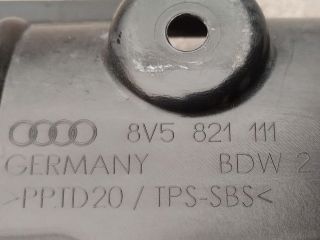 8V5 821 111
GERMANY BDW 2
>PPTD20 / TPS-SBS<